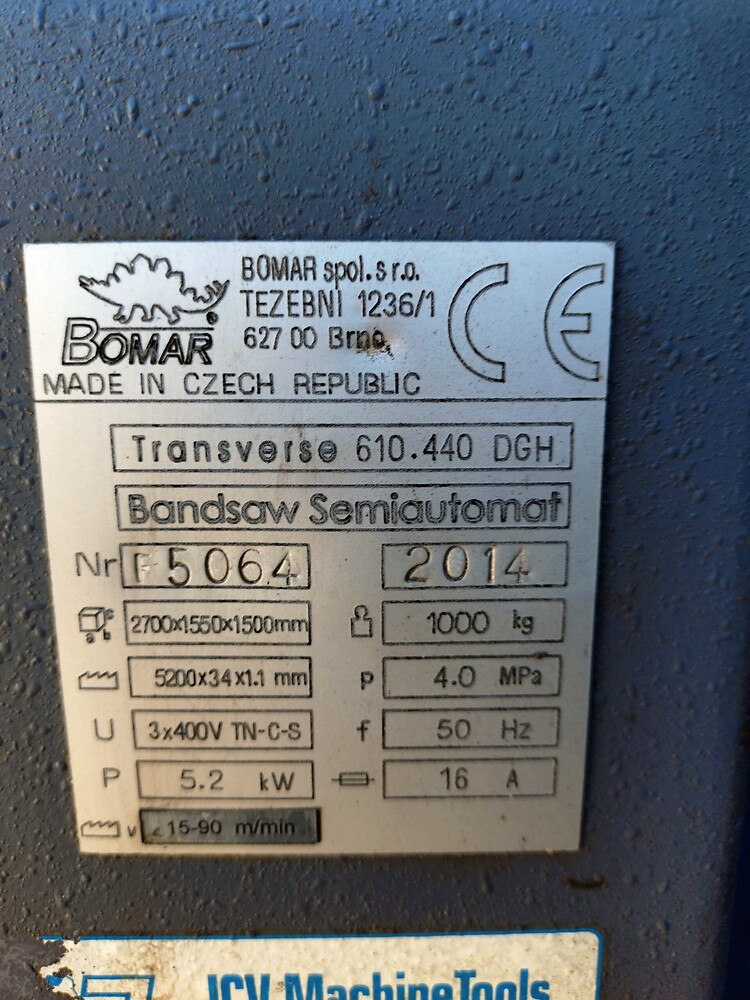 BOMAR spol. s r.o.
TEZEBNÍ 1236/1
627 00 Brno
BOMAR
CE
MADE IN CZECH REPUBLIC
Transverse 610.440 DGH
Bandsaw Semiautomat
Nr F5064 2014
c a b 2700x1550x1500mm 1000 kg
5200x34x1.1 mm p 4.0 MPa
U 3x400V TN-C-S f 50 Hz
P 5.2 kW 16 A
v 15-90 m/min
JCV MachineTools